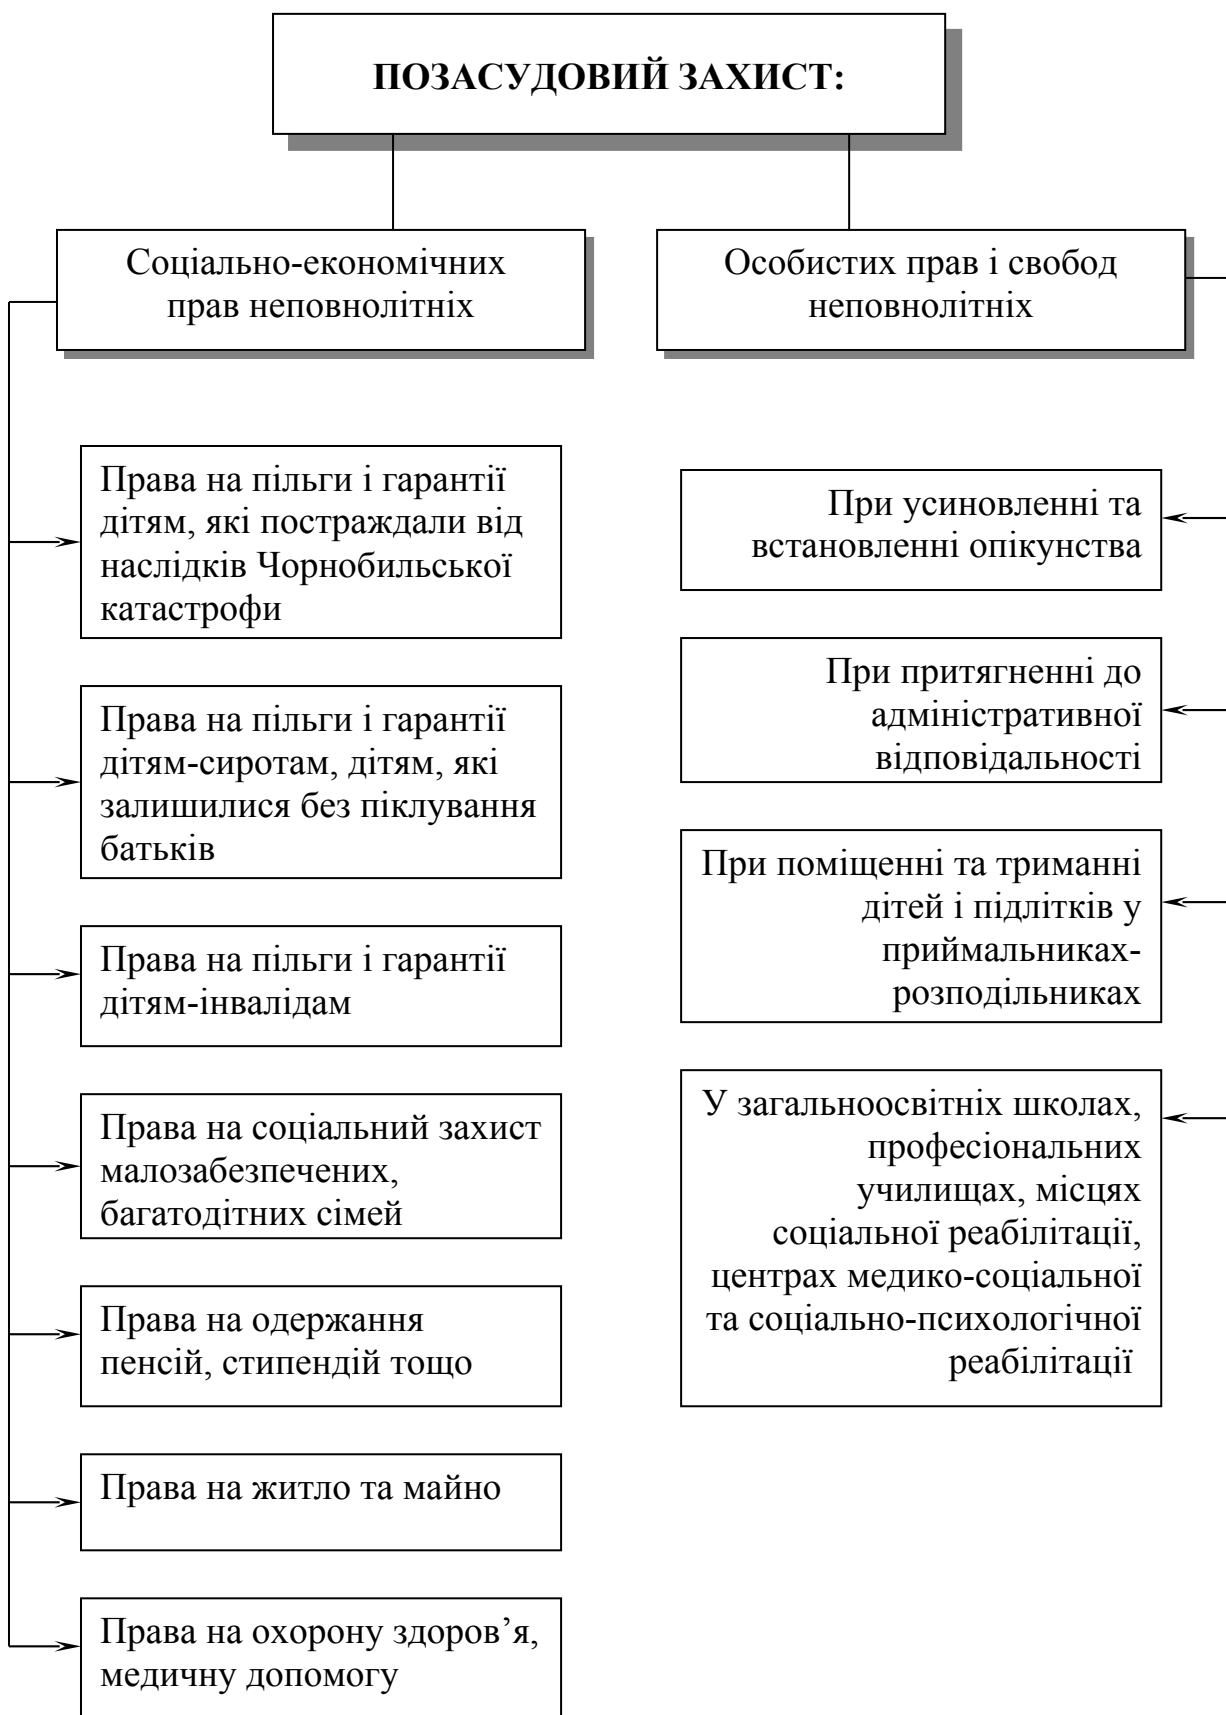 ПОЗАСУДОВИЙ ЗАХИСТ:
Соціально-економічних
прав неповнолітніх
Особистих прав і свобод
неповнолітніх
Права на пільги і гарантії
дітям, які постраждали від
наслідків Чорнобильської
катастрофи
Права на пільги і гарантії
дітям-сиротам, дітям, які
залишилися без піклування
батьків
Права на пільги і гарантії
дітям-інвалідам
Права на соціальний захист
малозабезпечених,
багатодітних сімей
Права на одержання
пенсій, стипендій тощо
Права на житло та майно
Права на охорону здоров’я,
медичну допомогу
При усиновленні та
встановленні опікунства
При притягненні до
адміністративної
відповідальності
При поміщенні та триманні
дітей і підлітків у
приймальниках-
розподільниках
У загальноосвітніх школах,
професіональних
училищах, місцях
соціальної реабілітації,
центрах медико-соціальної
та соціально-психологічної
реабілітації